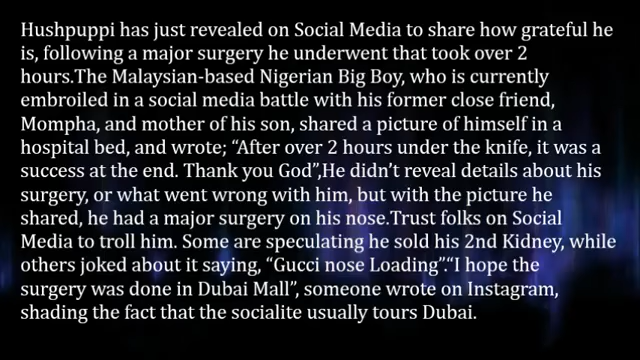 Hushpuppi has just revealed on Social Media to share how grateful he
is, following a major surgery he underwent that took over 2
hours.The Malaysian-based Nigerian Big Boy, who is currently
embroiled in a social media battle with his former close friend,
Mompha, and mother of his son, shared a picture of himself in a
hospital bed, and wrote; “After over 2 hours under the knife, it was a
success at the end. Thank you God”,He didn’t reveal details about his
surgery, or what went wrong with him, but with the picture he
shared, he had a major surgery on his nose.Trust folks on Social
Media to troll him. Some are speculating he sold his 2nd Kidney, while
others joked about it saying, “Gucci nose Loading”.“I hope the
surgery was done in Dubai Mall”, someone wrote on Instagram,
shading the fact that the socialite usually tours Dubai.